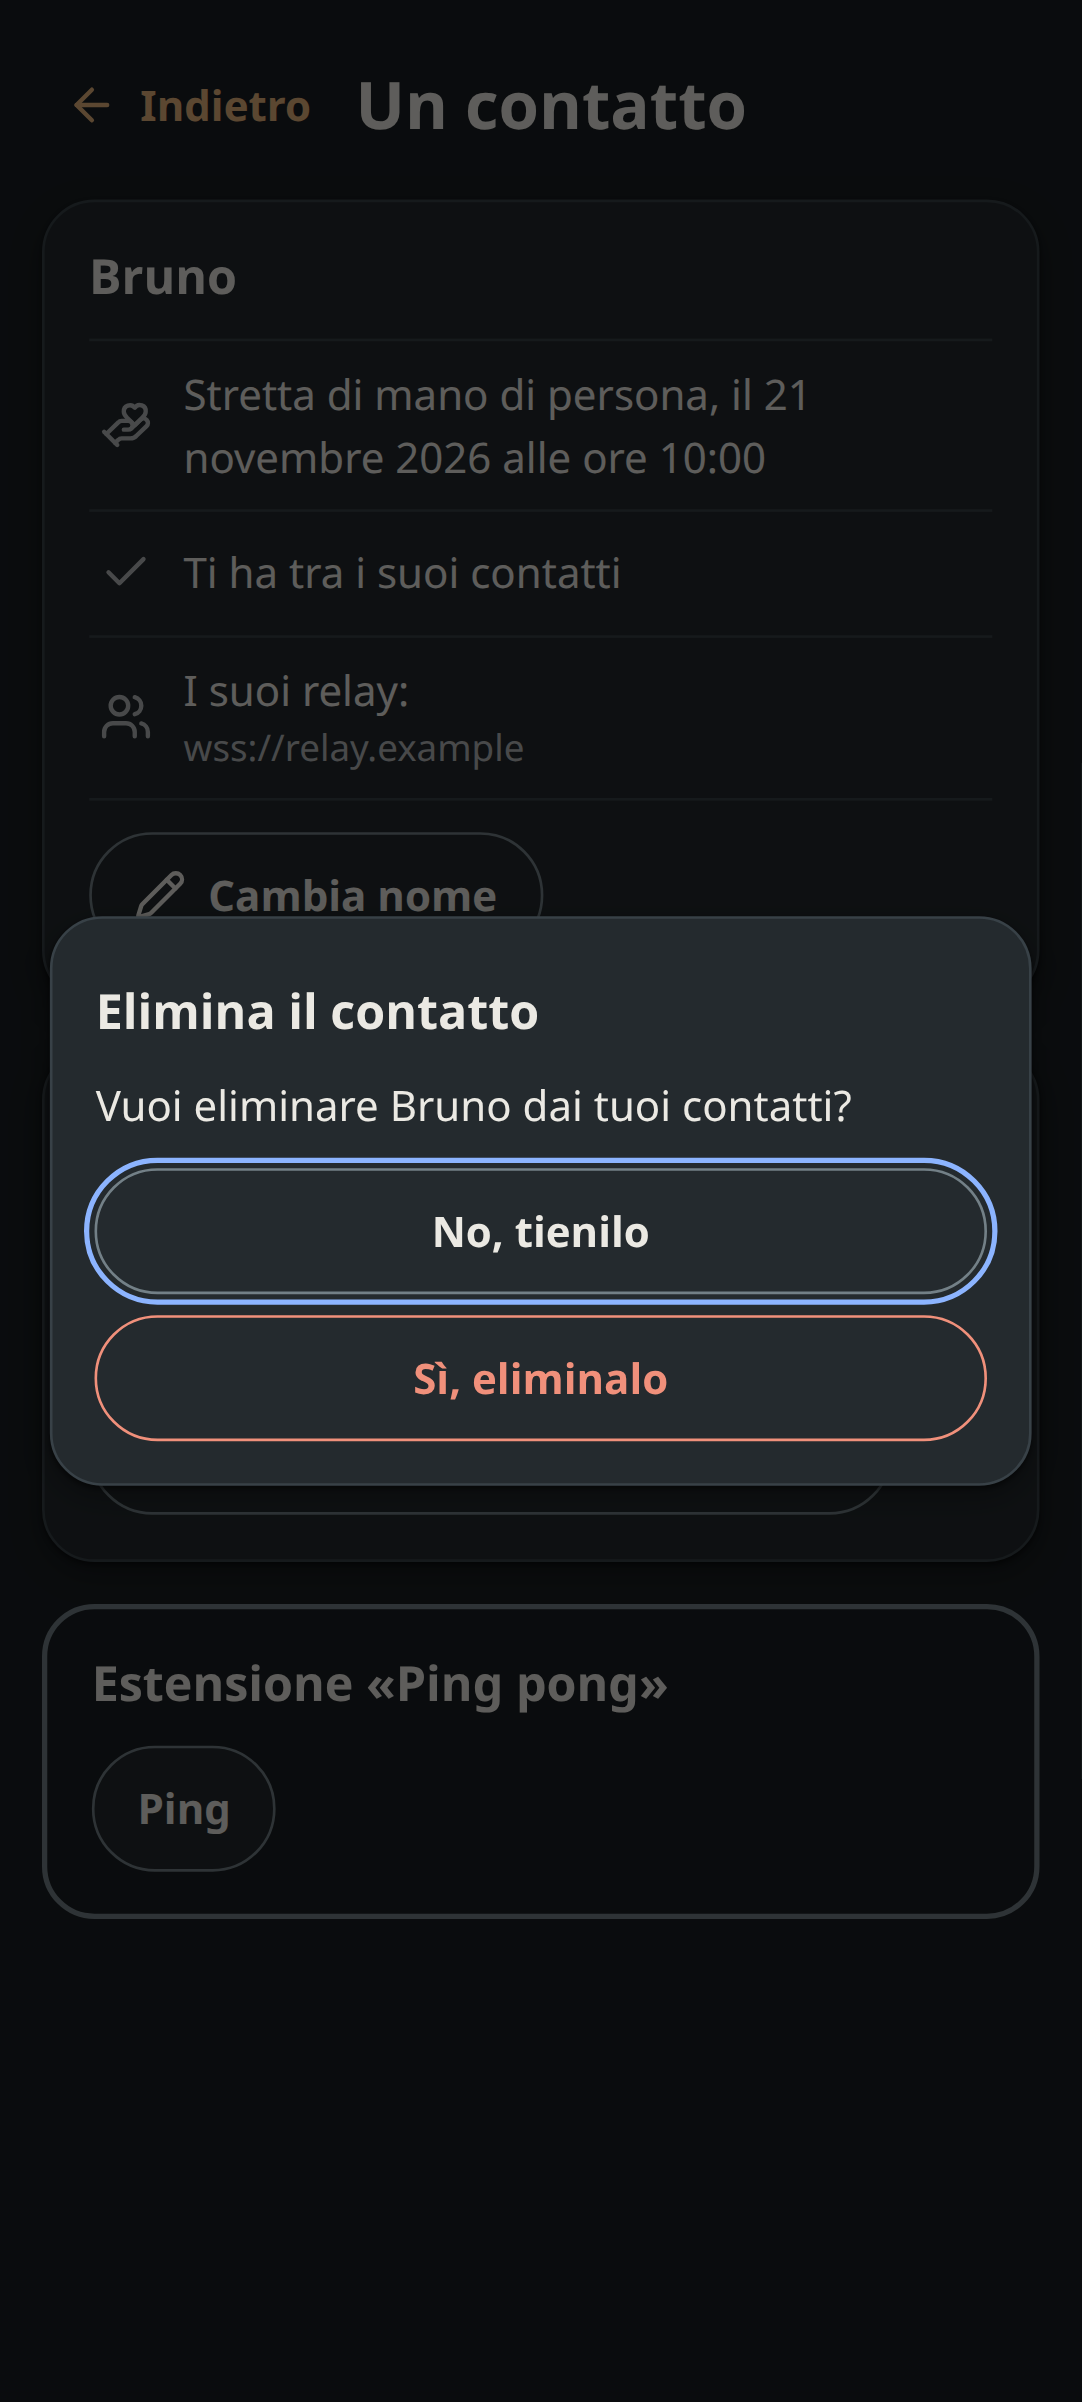 Indietro
Un contatto
Bruno
Stretta di mano di persona, il 21
novembre 2026 alle ore 10:00
Ti ha tra i suoi contatti
I suoi relay:
wss://relay.example
Cambia nome
Elimina il contatto
Vuoi eliminare Bruno dai tuoi contatti?
No, tienilo
Sì, eliminalo
Estensione «Ping pong»
Ping